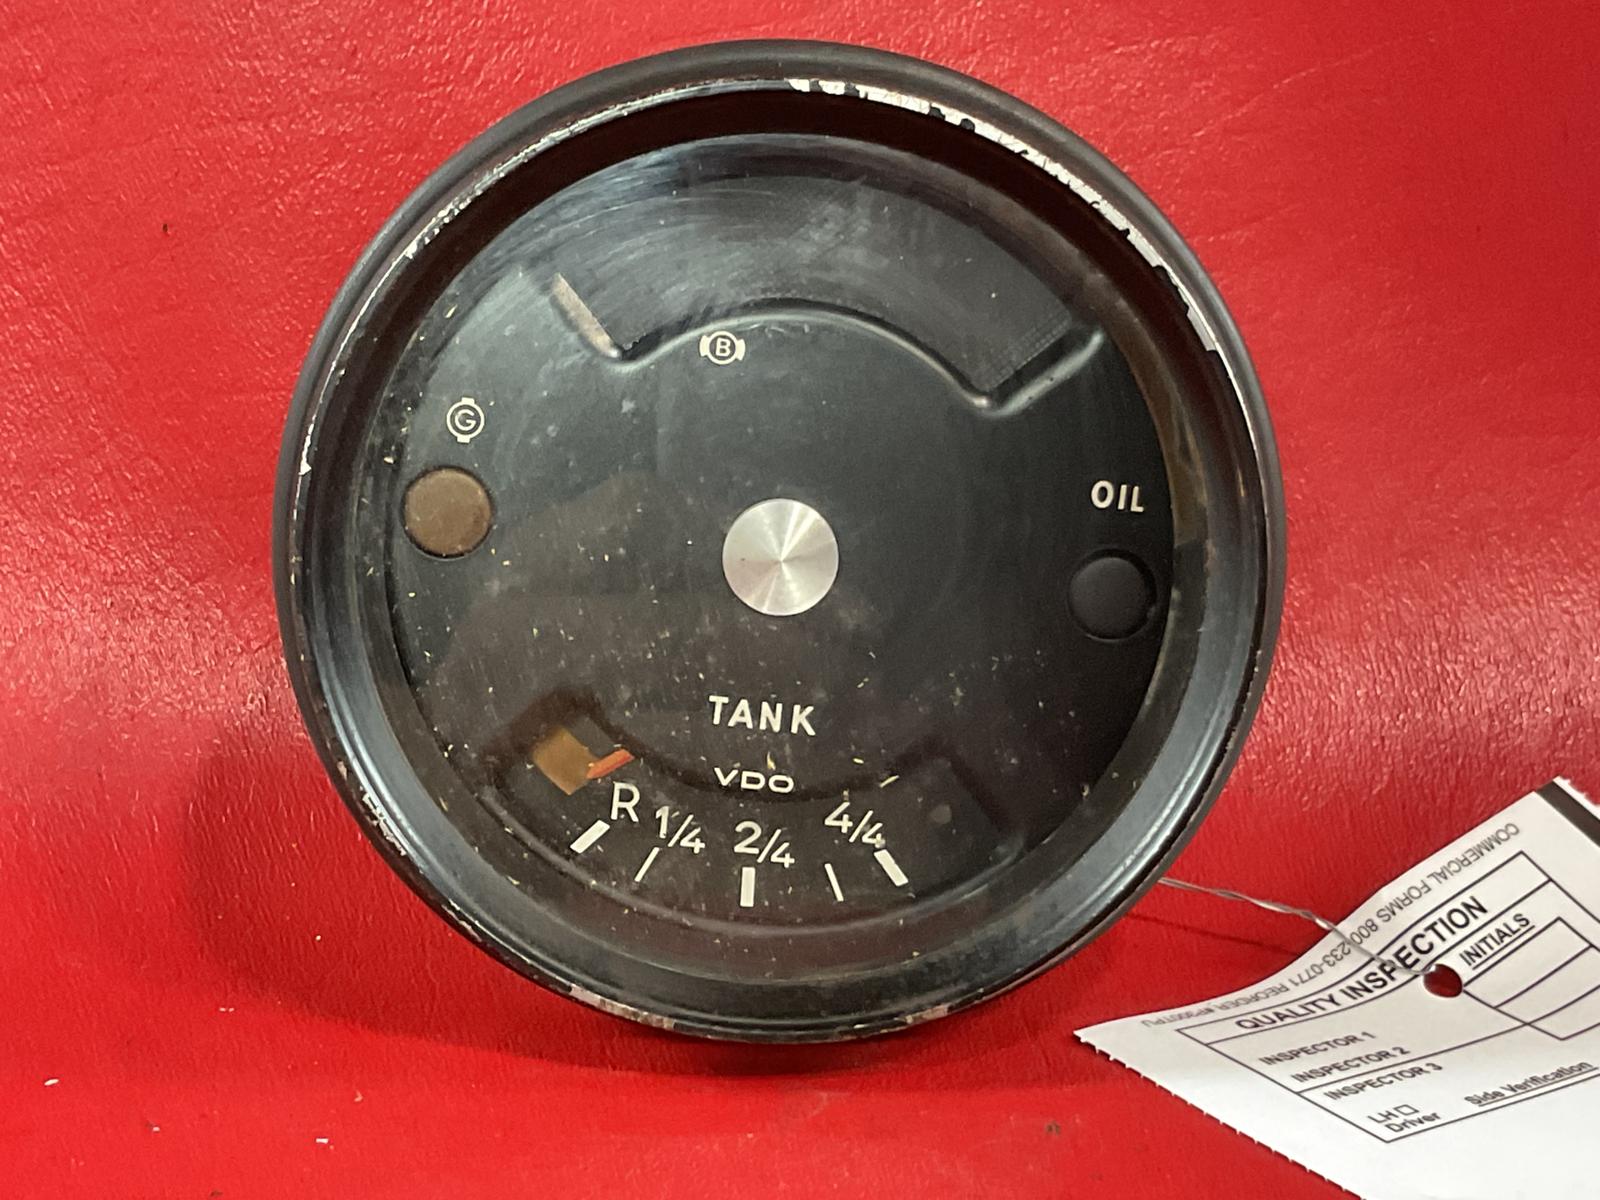 B
G
OIL
TANK
VDO
R 1/4 2/4 4/4
COMMERCIAL FORMS 800-233-0771 REORDER
QUALITY INSPECTION
INITIALS
INSPECTOR 1
INSPECTOR 2
INSPECTOR 3
LH
Side Verification
Driver